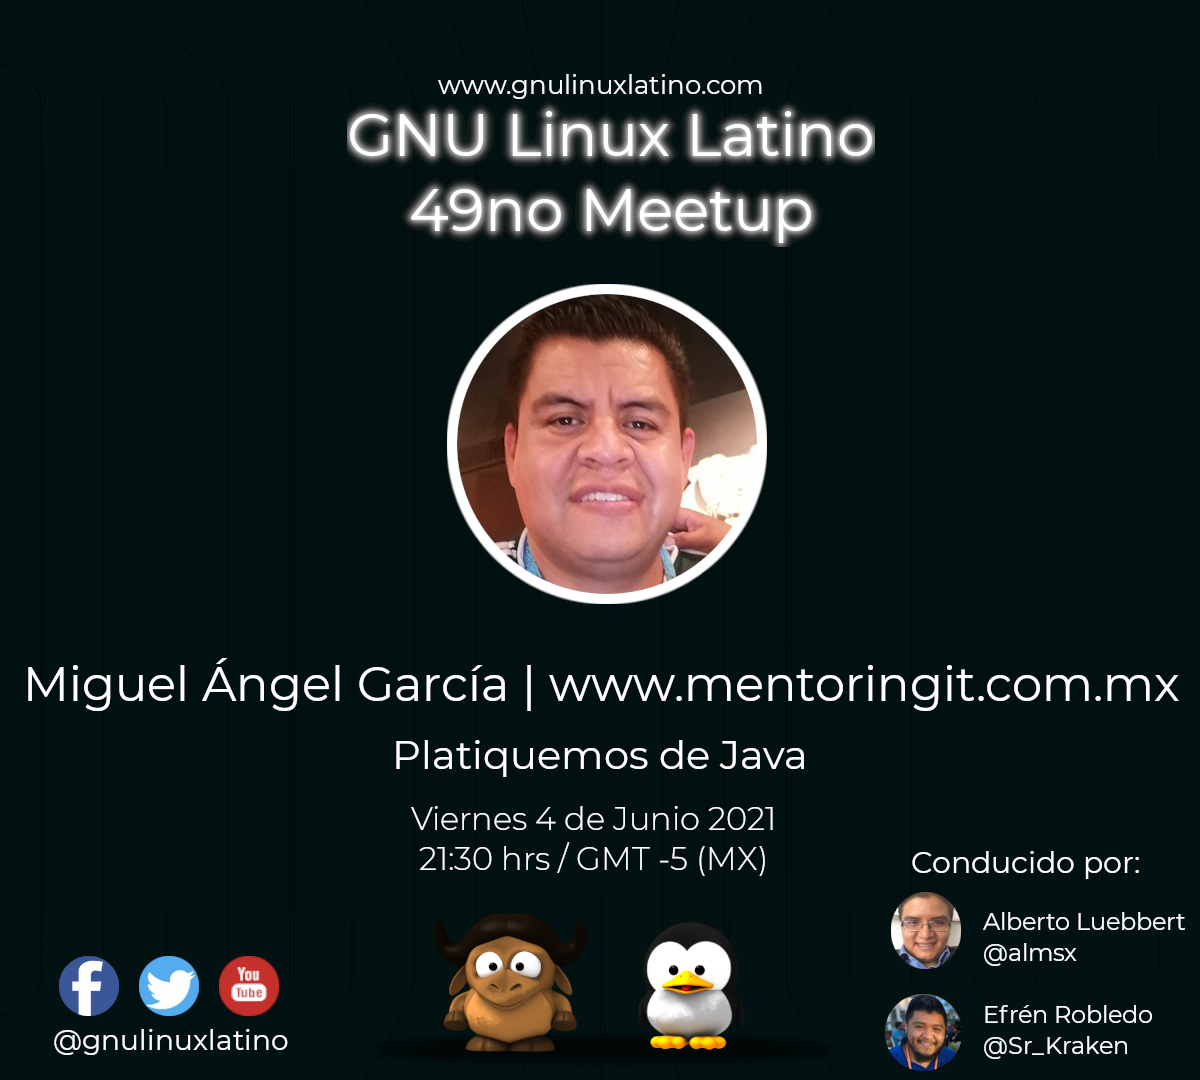 www.gnulinuxlatino.com
GNU Linux Latino
49no Meetup
Miguel Ángel García | www.mentoringit.com.mx
Platiquemos de Java
Viernes 4 de Junio 2021
21:30 hrs / GMT -5 (MX)
Conducido por:
Alberto Luebbert
@almsx
Efrén Robledo
@Sr_Kraken
You
Tube
@gnulinuxlatino